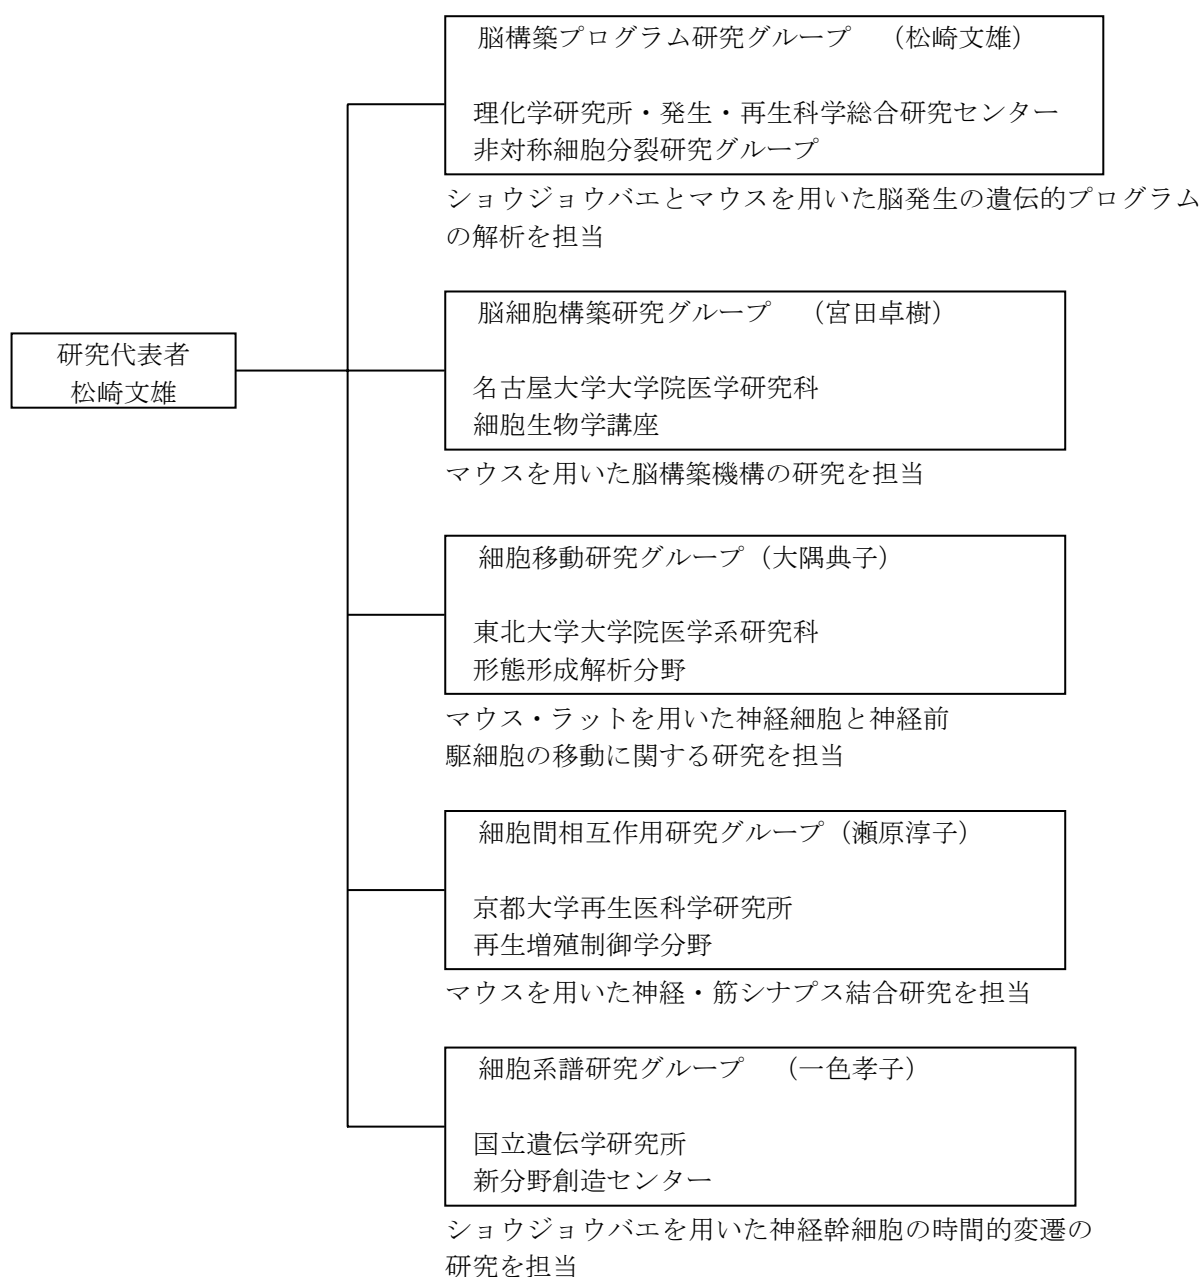 脳構築プログラム研究グループ　（松崎文雄）
理化学研究所・発生・再生科学総合研究センター
非対称細胞分裂研究グループ
ショウジョウバエとマウスを用いた脳発生の遺伝的プログラム
の解析を担当
脳細胞構築研究グループ　（宮田卓樹）
研究代表者
松崎文雄
名古屋大学大学院医学研究科
細胞生物学講座
マウスを用いた脳構築機構の研究を担当
細胞移動研究グループ（大隅典子）
東北大学大学院医学系研究科
形態形成解析分野
マウス・ラットを用いた神経細胞と神経前
駆細胞の移動に関する研究を担当
細胞間相互作用研究グループ（瀬原淳子）
京都大学再生医科学研究所
再生増殖制御学分野
マウスを用いた神経・筋シナプス結合研究を担当
細胞系譜研究グループ　（一色孝子）
国立遺伝学研究所
新分野創造センター
ショウジョウバエを用いた神経幹細胞の時間的変遷の
研究を担当